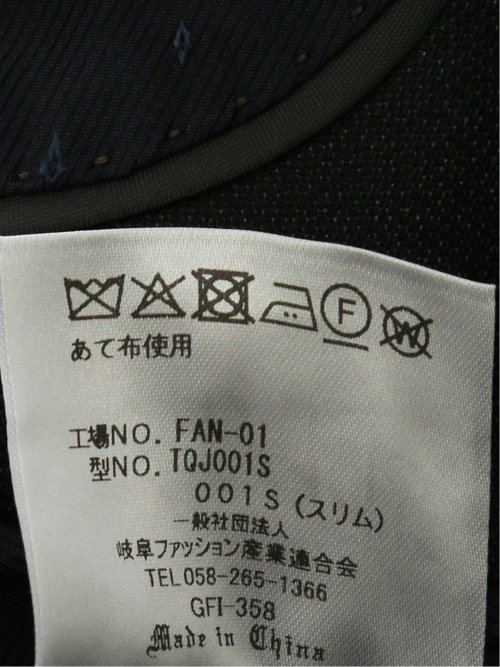 F W
あて布使用
工場NO. FAN-01
型NO. TQJ001S
001S (スリム)
一般社団法人
岐阜ファッション産業連合会
TEL058-265-1366
GFI-358
Made in China